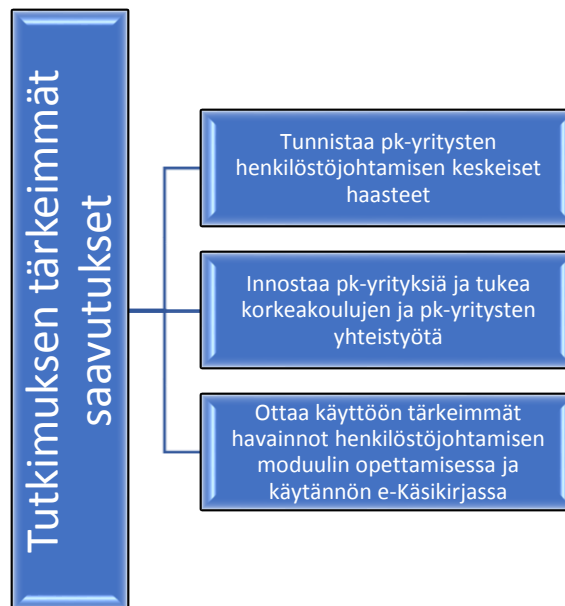 Tutkimuksen tärkeimmät
saavutukset
Tunnistaa pk-yritysten
henkilöstöjohtamisen keskeiset
haasteet
Innostaa pk-yrityksiä ja tukea
korkeakoulujen ja pk-yritysten
yhteistyötä
Ottaa käyttöön tärkeimmät
havainnot henkilöstöjohtamisen
moduulin opettamisessa ja
käytännön e-Käsikirjassa